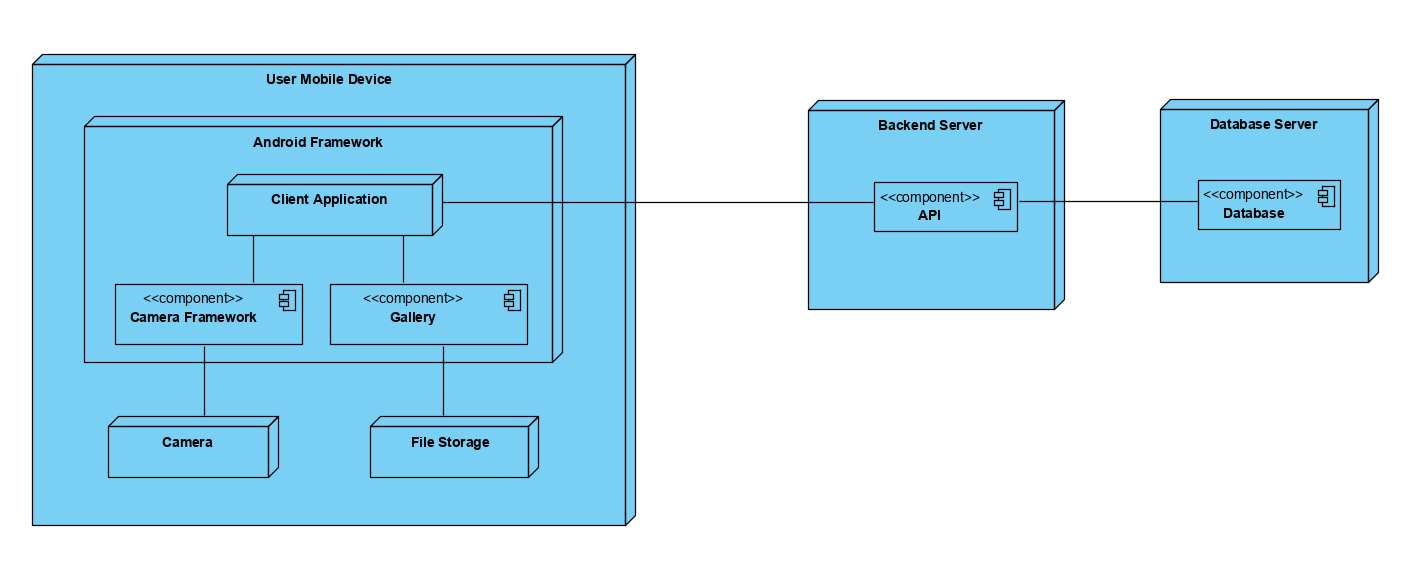 User Mobile Device
Android Framework
Client Application
<<component>>
Camera Framework
<<component>>
Gallery
Camera
File Storage
Backend Server
<<component>>
API
Database Server
<<component>>
Database